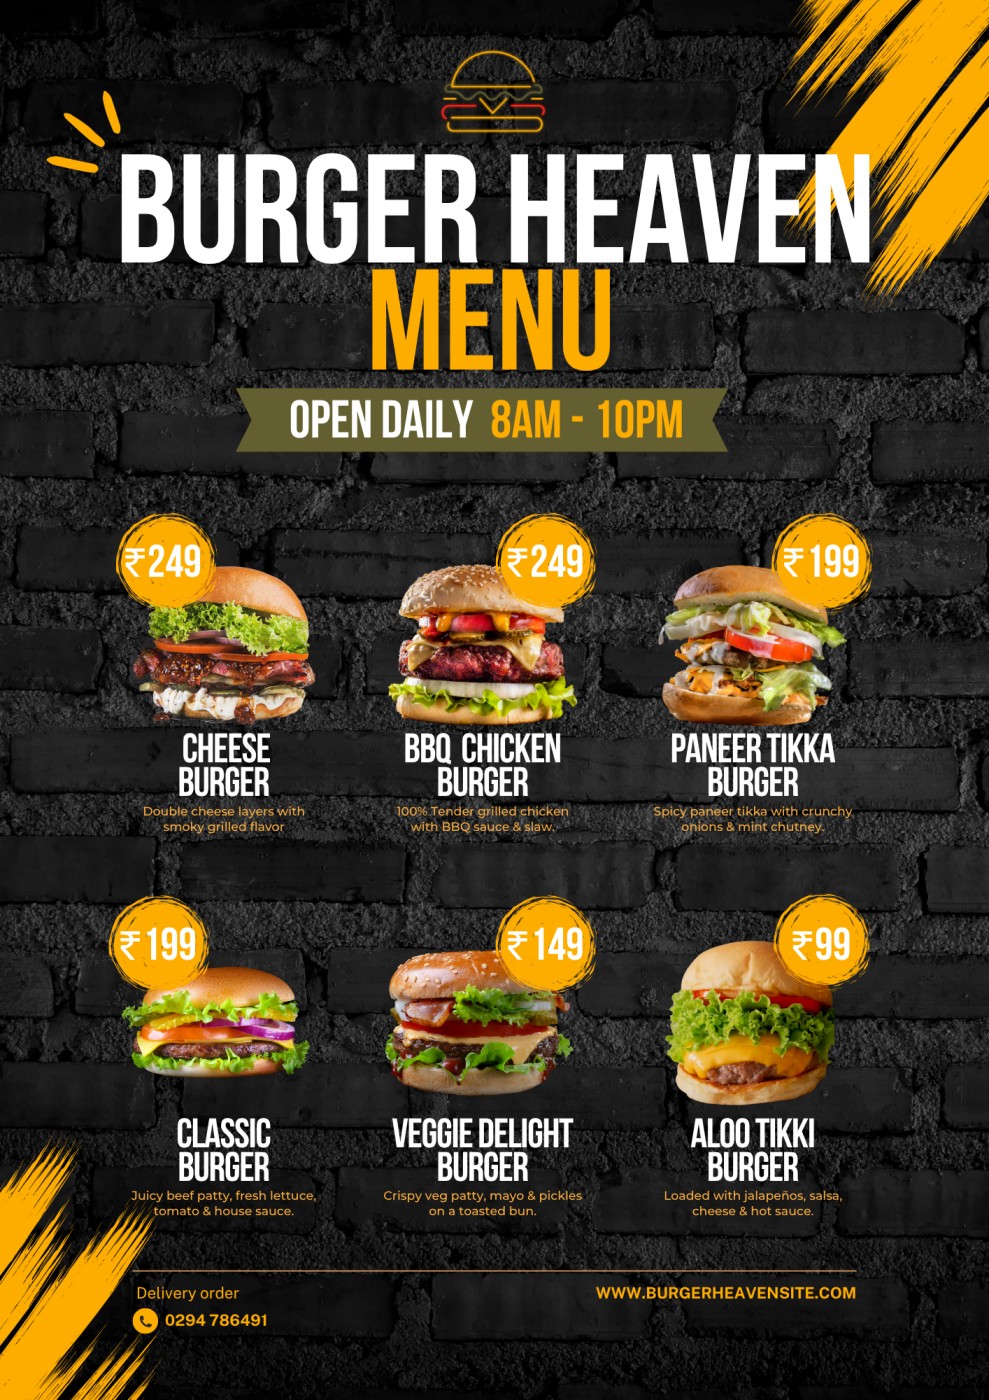 BURGER HEAVEN
MENU
OPEN DAILY 8AM - 10PM
₹249
CHEESE
BURGER
Double cheese layers with
smoky grilled flavor
₹249
BBQ CHICKEN
BURGER
100% Tender grilled chicken
with BBQ sauce & slaw.
₹199
PANEER TIKKA
BURGER
Spicy paneer tikka with crunchy
onions & mint chutney.
₹199
CLASSIC
BURGER
Juicy beef patty, fresh lettuce,
tomato & house sauce.
₹149
VEGGIE DELIGHT
BURGER
Crispy veg patty, mayo & pickles
on a toasted bun.
₹99
ALOO TIKKI
BURGER
Loaded with jalapeños, salsa,
cheese & hot sauce.
Delivery order
0294 786491
WWW.BURGERHEAVENSITE.COM